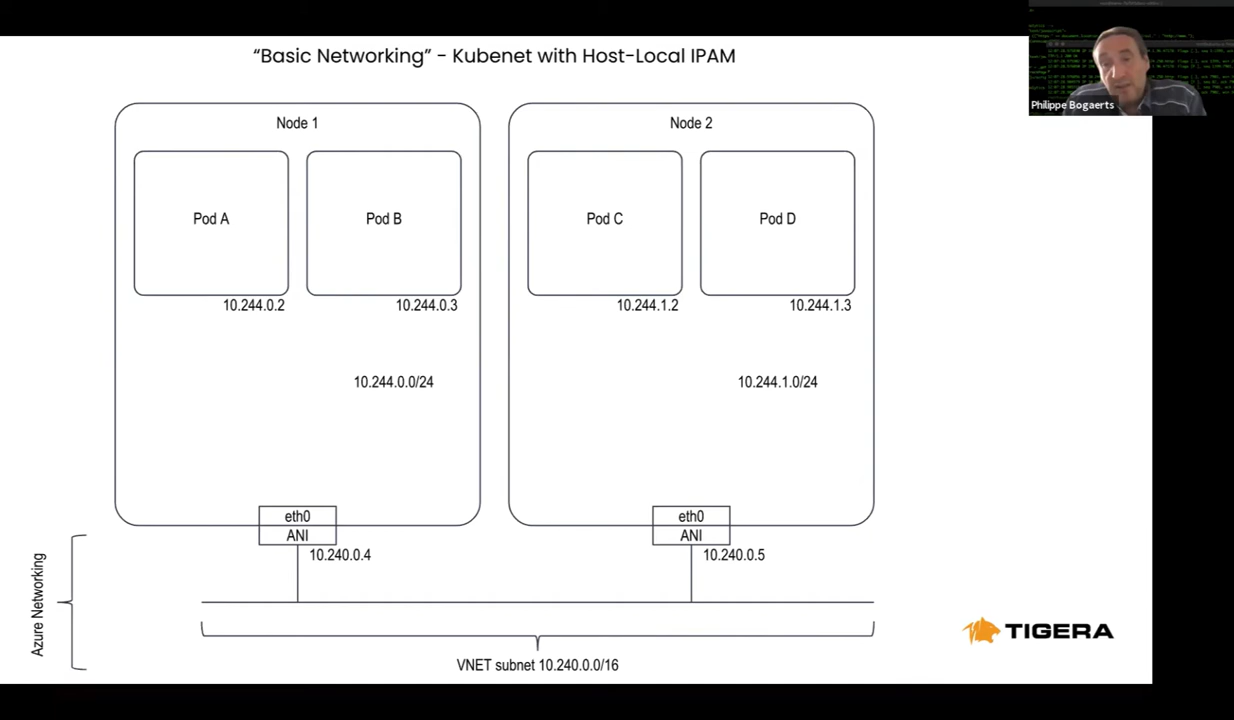 “Basic Networking” - Kubenet with Host-Local IPAM
Philippe Bogaerts
Node 1
Node 2
Pod A
Pod B
Pod C
Pod D
10.244.0.2
10.244.0.3
10.244.1.2
10.244.1.3
10.244.0.0/24
10.244.1.0/24
eth0
ANI
10.240.0.4
eth0
ANI
10.240.0.5
Azure Networking
VNET subnet 10.240.0.0/16
TIGERA